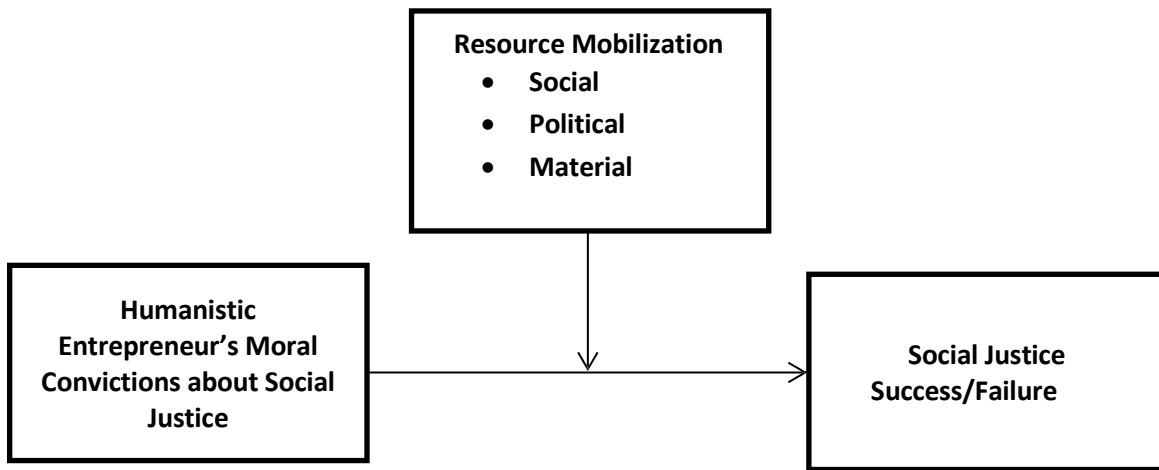 Resource Mobilization
• Social
• Political
• Material
Humanistic
Entrepreneur’s Moral
Convictions about Social
Justice
Social Justice
Success/Failure